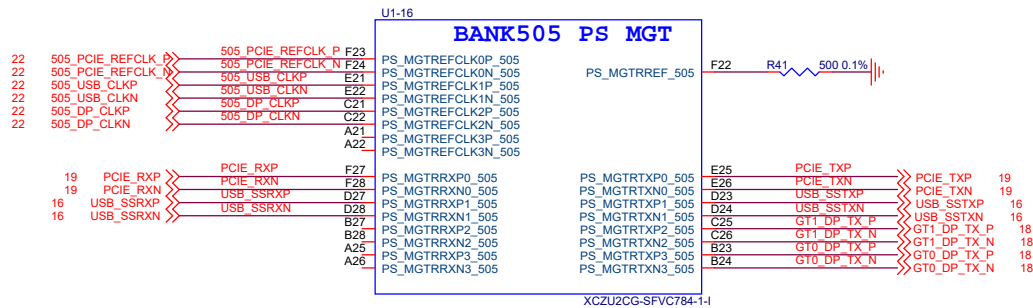 U1-16
BANK505 PS MGT
22 505_PCIE_REFCLK_P 505_PCIE_REFCLK_P F23 PS_MGTREFCLK0P_505
22 505_PCIE_REFCLK_N 505_PCIE_REFCLK_N F24 PS_MGTREFCLK0N_505 PS_MGTRREF_505 F22 R41 500 0.1%
22 505_USB_CLKP 505_USB_CLKP E21 PS_MGTREFCLK1P_505
22 505_USB_CLKN 505_USB_CLKN E22 PS_MGTREFCLK1N_505
22 505_DP_CLKP 505_DP_CLKP C21 PS_MGTREFCLK2P_505
22 505_DP_CLKN 505_DP_CLKN C22 PS_MGTREFCLK2N_505
A21 PS_MGTREFCLK3P_505
A22 PS_MGTREFCLK3N_505
19 PCIE_RXP PCIE_RXP F27 PS_MGTRRXP0_505 PS_MGTRTXP0_505 E25 PCIE_TXP PCIE_TXP 19
19 PCIE_RXN PCIE_RXN F28 PS_MGTRRXN0_505 PS_MGTRTXN0_505 E26 PCIE_TXN PCIE_TXN 19
16 USB_SSRXP USB_SSRXP D27 PS_MGTRRXP1_505 PS_MGTRTXP1_505 D23 USB_SSTXP USB_SSTXP 16
16 USB_SSRXN USB_SSRXN D28 PS_MGTRRXN1_505 PS_MGTRTXN1_505 D24 USB_SSTXN USB_SSTXN 16
B27 PS_MGTRRXP2_505 PS_MGTRTXP2_505 C25 GT1_DP_TX_P GT1_DP_TX_P 18
B28 PS_MGTRRXN2_505 PS_MGTRTXN2_505 C26 GT1_DP_TX_N GT1_DP_TX_N 18
A25 PS_MGTRRXP3_505 PS_MGTRTXP3_505 B23 GT0_DP_TX_P GT0_DP_TX_P 18
A26 PS_MGTRRXN3_505 PS_MGTRTXN3_505 B24 GT0_DP_TX_N GT0_DP_TX_N 18
XCZU2CG-SFVC784-1-I